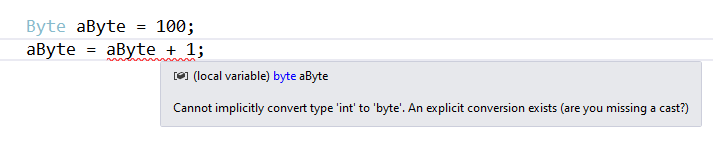 Byte aByte = 100;
aByte = aByte + 1;
(local variable) byte aByte
Cannot implicitly convert type 'int' to 'byte'. An explicit conversion exists (are you missing a cast?)